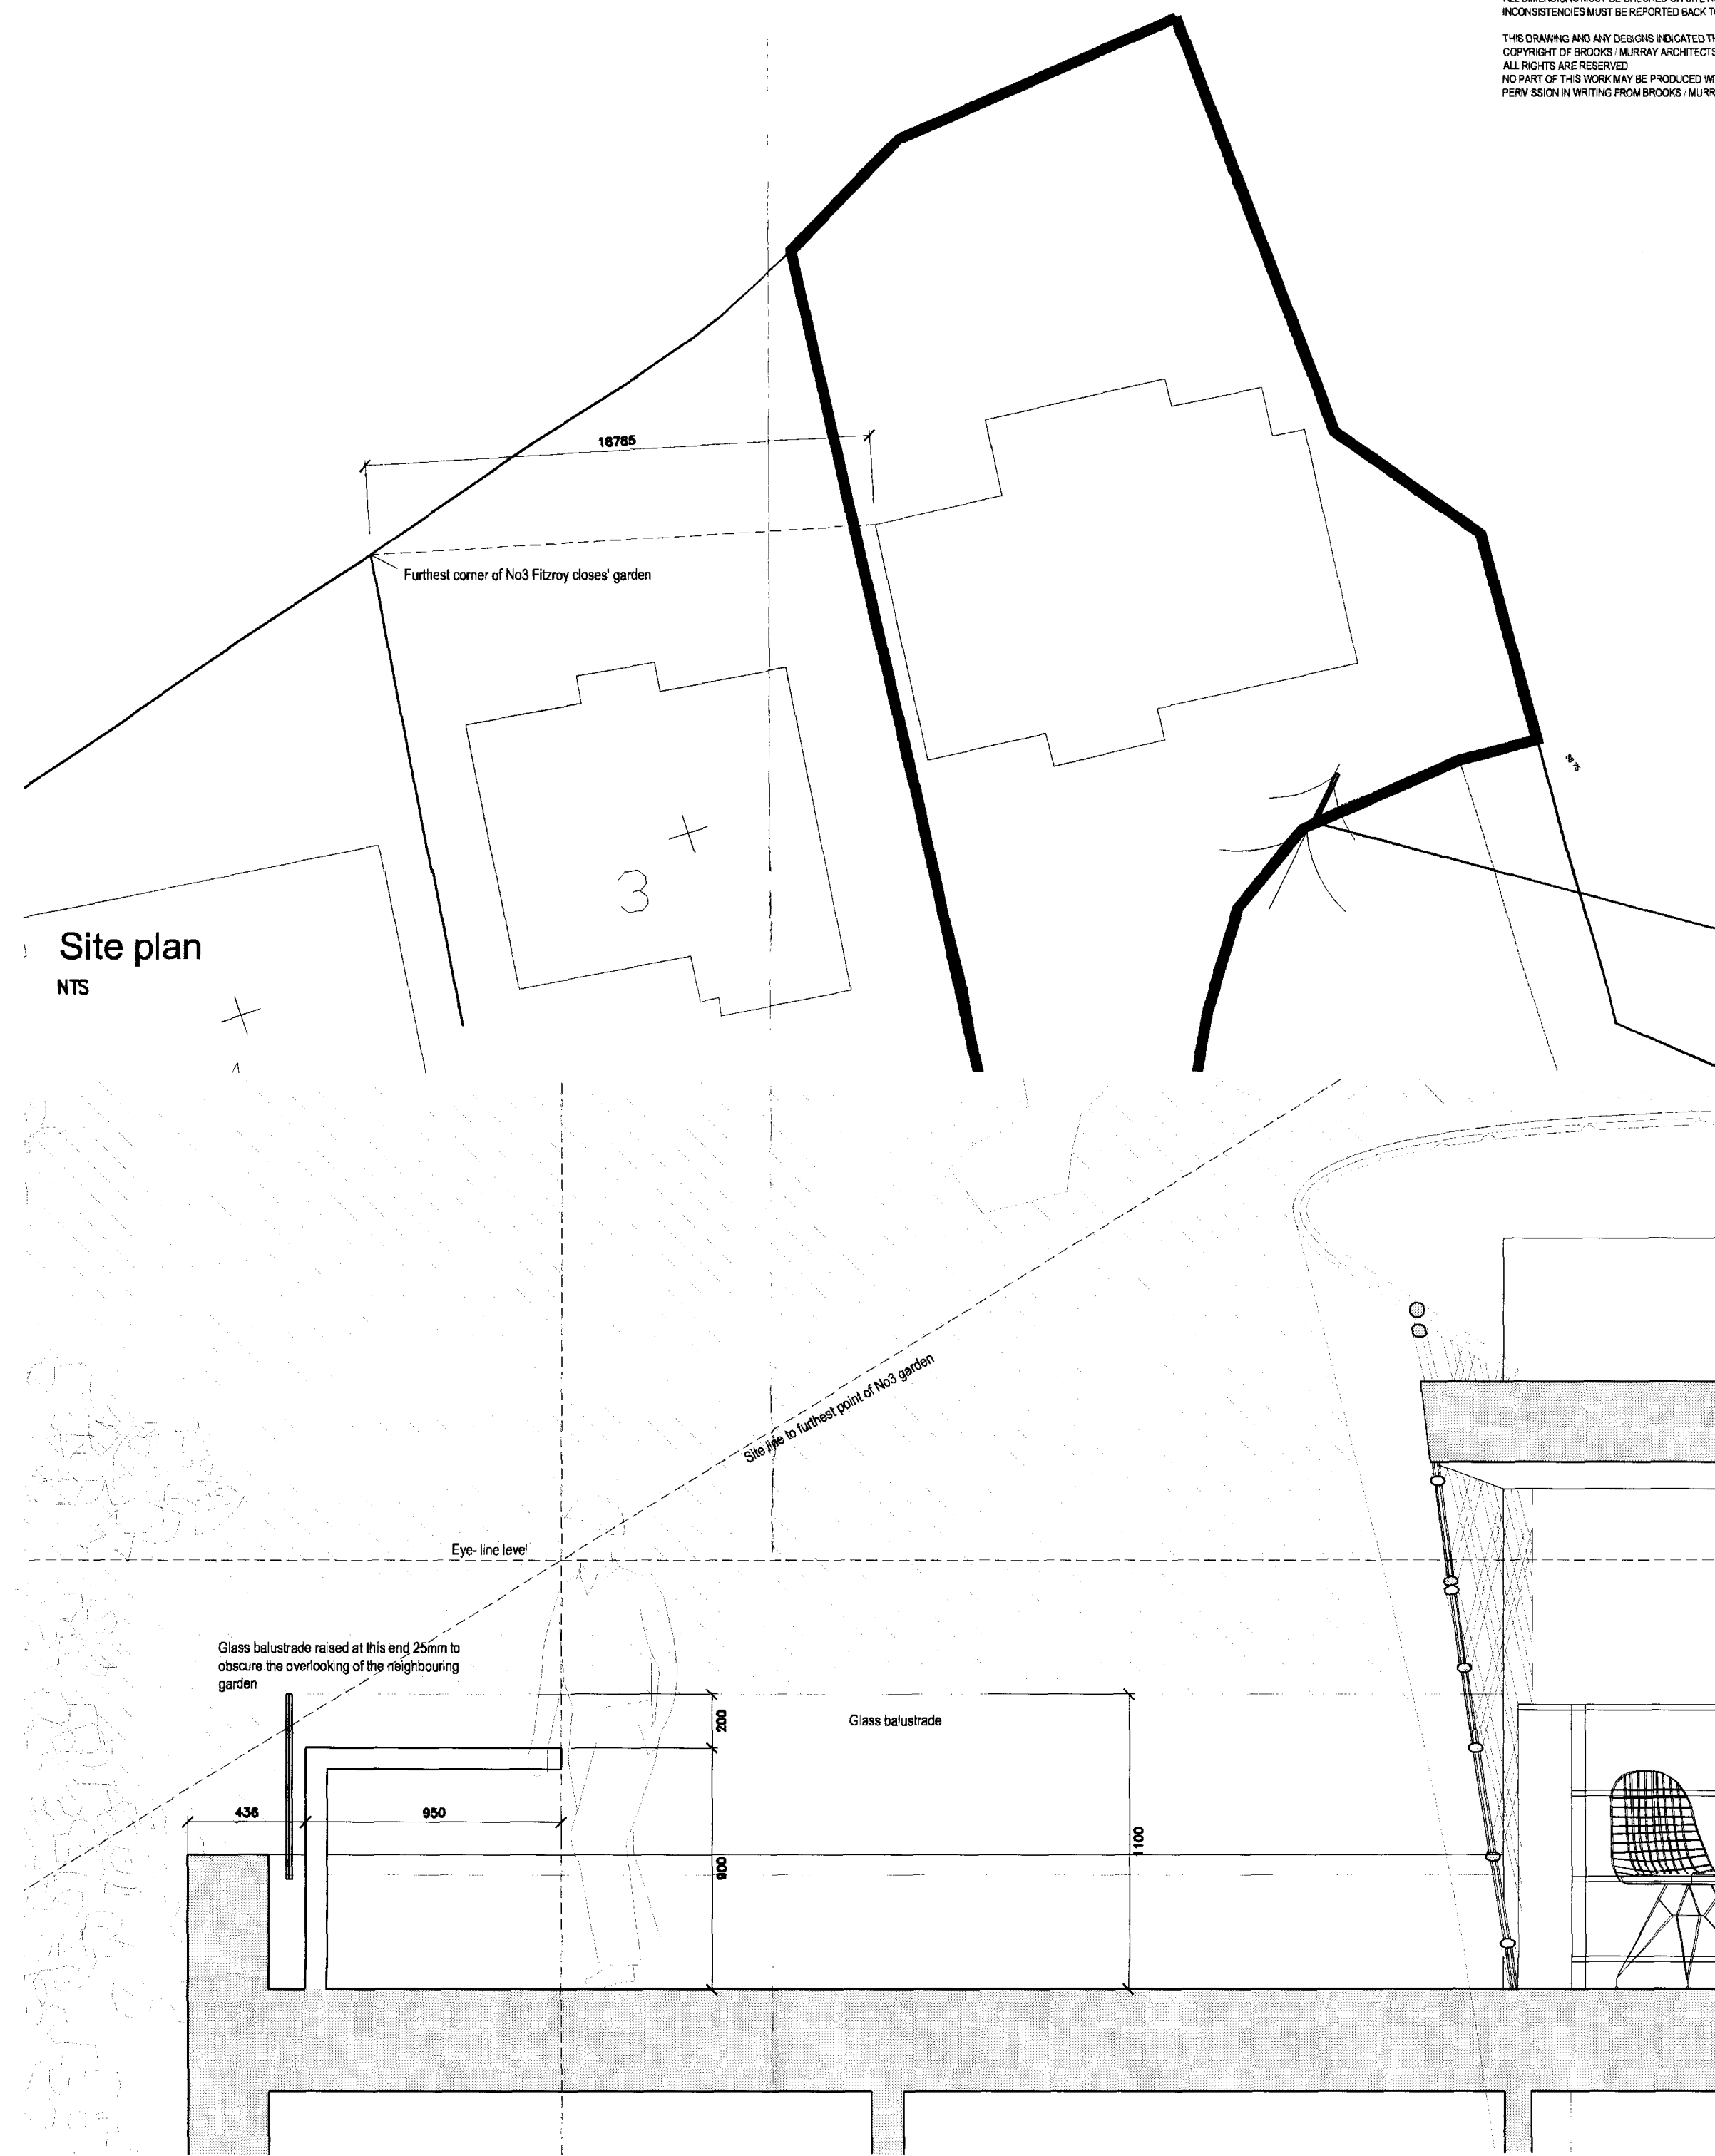 INCONSISTENCIES MUST BE REPORTED BACK
THIS DRAWING AND ANY DESIGNS INDICATED
COPYRIGHT OF BROOKS / MURRAY ARCHITECTS
ALL RIGHTS ARE RESERVED.
NO PART OF THIS WORK MAY BE PRODUCED
PERMISSION IN WRITING FROM BROOKS /
16765
Furthest corner of No3 Fitzroy closes' garden
3
Site plan
NTS
Site line to furthest point of No3 garden
Eye- line level
Glass balustrade raised at this end 25mm to
obscure the overlooking of the neighbouring
garden
200
Glass balustrade
436
950
900
1100